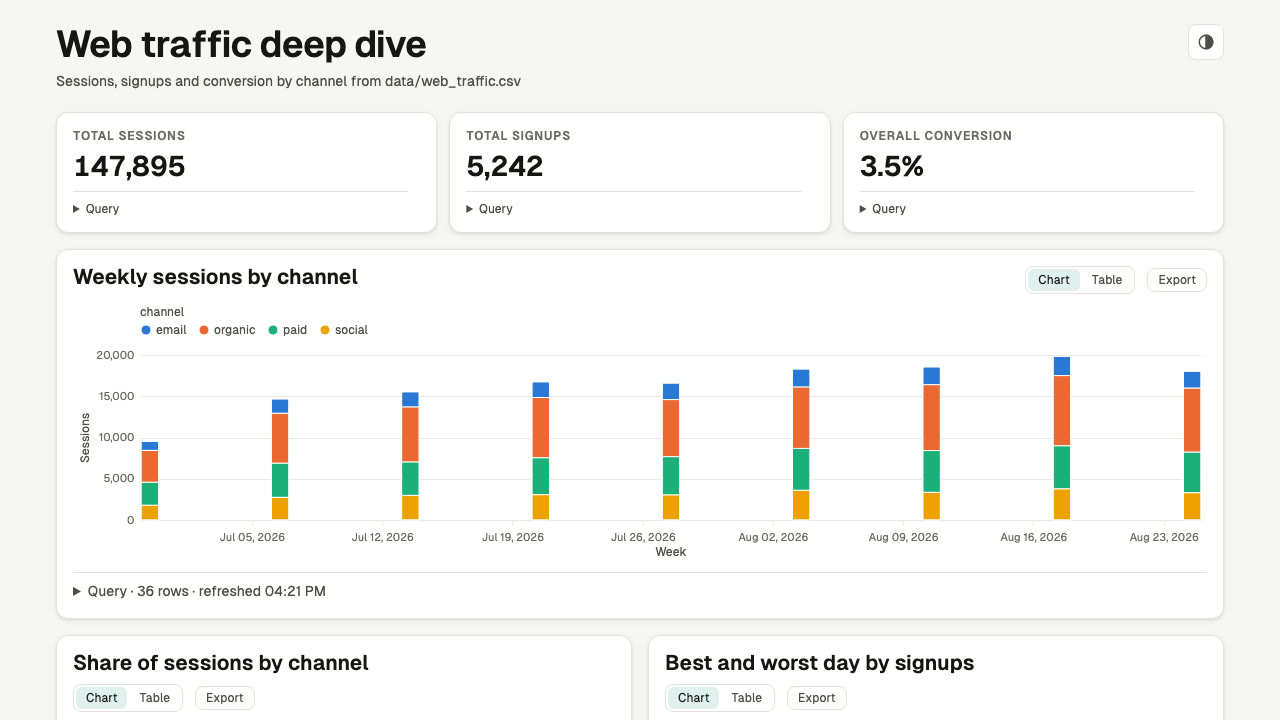 Web traffic deep dive
Sessions, signups and conversion by channel from data/web_traffic.csv
TOTAL SESSIONS
147,895
Query
TOTAL SIGNUPS
5,242
Query
OVERALL CONVERSION
3.5%
Query
Weekly sessions by channel
Chart Table Export
channel
email organic paid social
20,000
15,000
10,000
5,000
0
Sessions
Jul 05, 2026 Jul 12, 2026 Jul 19, 2026 Jul 26, 2026 Aug 02, 2026 Aug 09, 2026 Aug 16, 2026 Aug 23, 2026
Week
Query · 36 rows · refreshed 04:21 PM
Share of sessions by channel
Chart Table Export
Best and worst day by signups
Chart Table Export